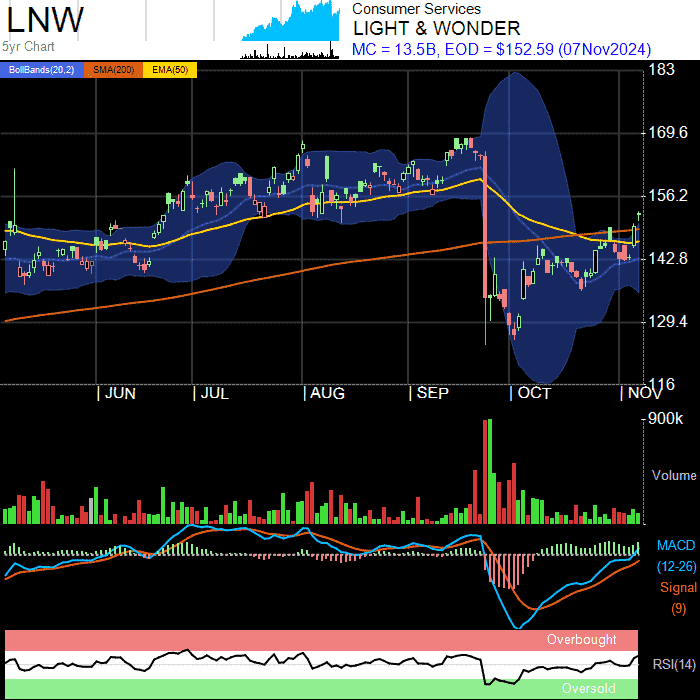 LNW
5yr Chart
Consumer Services
LIGHT & WONDER
MC = 13.5B, EOD = $152.59 (07Nov2024)
BollBands(20,2) SMA(200) EMA(50)
183
169.6
156.2
142.8
129.4
116
JUN JUL AUG SEP OCT NOV
900k
Volume
MACD
(12-26)
Signal
(9)
Overbought
RSI(14)
Oversold